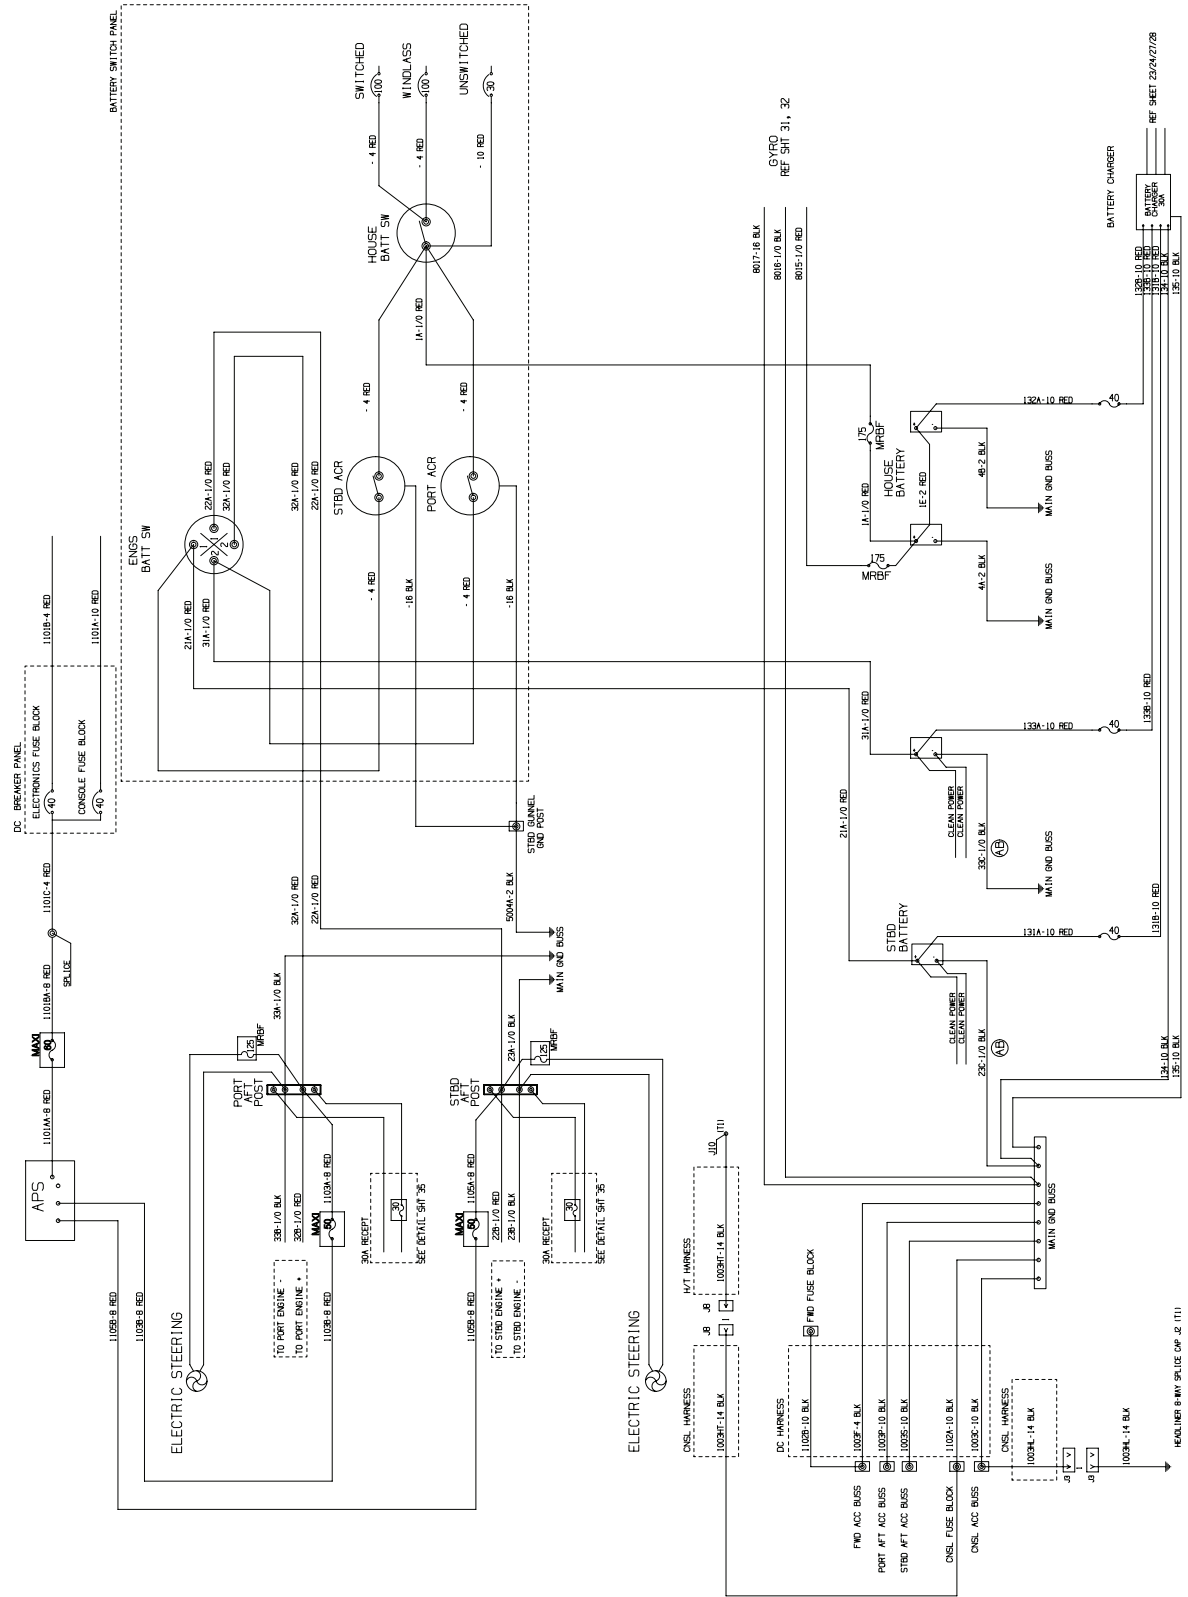 BATTERY SWITCH PANEL
SWITCHED
100
WINDLASS
100
UNSWITCHED
30
- 4 RED
- 4 RED
- 10 RED
HOUSE
BATT SW
1A-1/0 RED
- 4 RED
- 4 RED
STBD ACR
PORT ACR
- 4 RED
-16 BLK
- 4 RED
-16 BLK
ENGS
BATT SW
1
1
2
2
22A-1/0 RED
32A-1/0 RED
32A-1/0 RED
22A-1/0 RED
21A-1/0 RED
31A-1/0 RED
1101B-4 RED
1101A-10 RED
DC BREAKER PANEL
ELECTRONICS FUSE BLOCK
40
CONSOLE FUSE BLOCK
40
1101C-4 RED
SPLICE
1101BA-8 RED
MAXI
60
1101AA-8 RED
APS
1105B-8 RED
1103B-8 RED
STBD GUNNEL
GND POST
5004A-2 BLK
32A-1/0 RED
22A-1/0 RED
MAIN GND BUSS
33A-1/0 BLK
23A-1/0 BLK
125
MRBF
125
MRBF
PORT
AFT
POST
STBD
AFT
POST
33B-1/0 BLK
32B-1/0 RED
1103A-8 RED
MAXI
50
30A RECEPT
30
SEE DETAIL SHT 35
1105A-8 RED
MAXI
50
22B-1/0 RED
23B-1/0 BLK
30A RECEPT
30
SEE DETAIL SHT 35
TO PORT ENGINE -
TO PORT ENGINE +
1103B-8 RED
1105B-8 RED
TO STBD ENGINE +
TO STBD ENGINE -
ELECTRIC STEERING
ELECTRIC STEERING
GYRO
REF SHT 31, 32
8017-16 BLK
8016-1/0 BLK
8015-1/0 RED
BATTERY CHARGER
BATTERY
CHARGER
30A
REF SHEET 23/24/27/28
132B-10 RED
133B-10 RED
131B-10 RED
134-10 BLK
135-10 BLK
175
MRBF
HOUSE
BATTERY
1A-1/0 RED
1E-2 RED
175
MRBF
132A-10 RED
40
4B-2 BLK
MAIN GND BUSS
4A-2 BLK
MAIN GND BUSS
31A-1/0 RED
133A-10 RED
40
133B-10 RED
CLEAN POWER
CLEAN POWER
33C-1/0 BLK
AB
MAIN GND BUSS
21A-1/0 RED
STBD
BATTERY
131A-10 RED
40
131B-10 RED
CLEAN POWER
CLEAN POWER
23C-1/0 BLK
AB
134-10 BLK
135-10 BLK
MAIN GND BUSS
J10
(T1)
H/T HARNESS
1003HT-14 BLK
J8
J8
1
CNSL HARNESS
1003HT-14 BLK
FWD FUSE BLOCK
DC HARNESS
1102B-10 BLK
1003F-4 BLK
1003P-10 BLK
1003S-10 BLK
1102A-10 BLK
1003C-10 BLK
FWD ACC BUSS
PORT AFT ACC BUSS
STBD AFT ACC BUSS
CNSL FUSE BLOCK
CNSL ACC BUSS
CNSL HARNESS
1003HL-14 BLK
J9
J9
1
1003HL-14 BLK
HEADLINER 8-WAY SPLICE CAP J2 (T1)